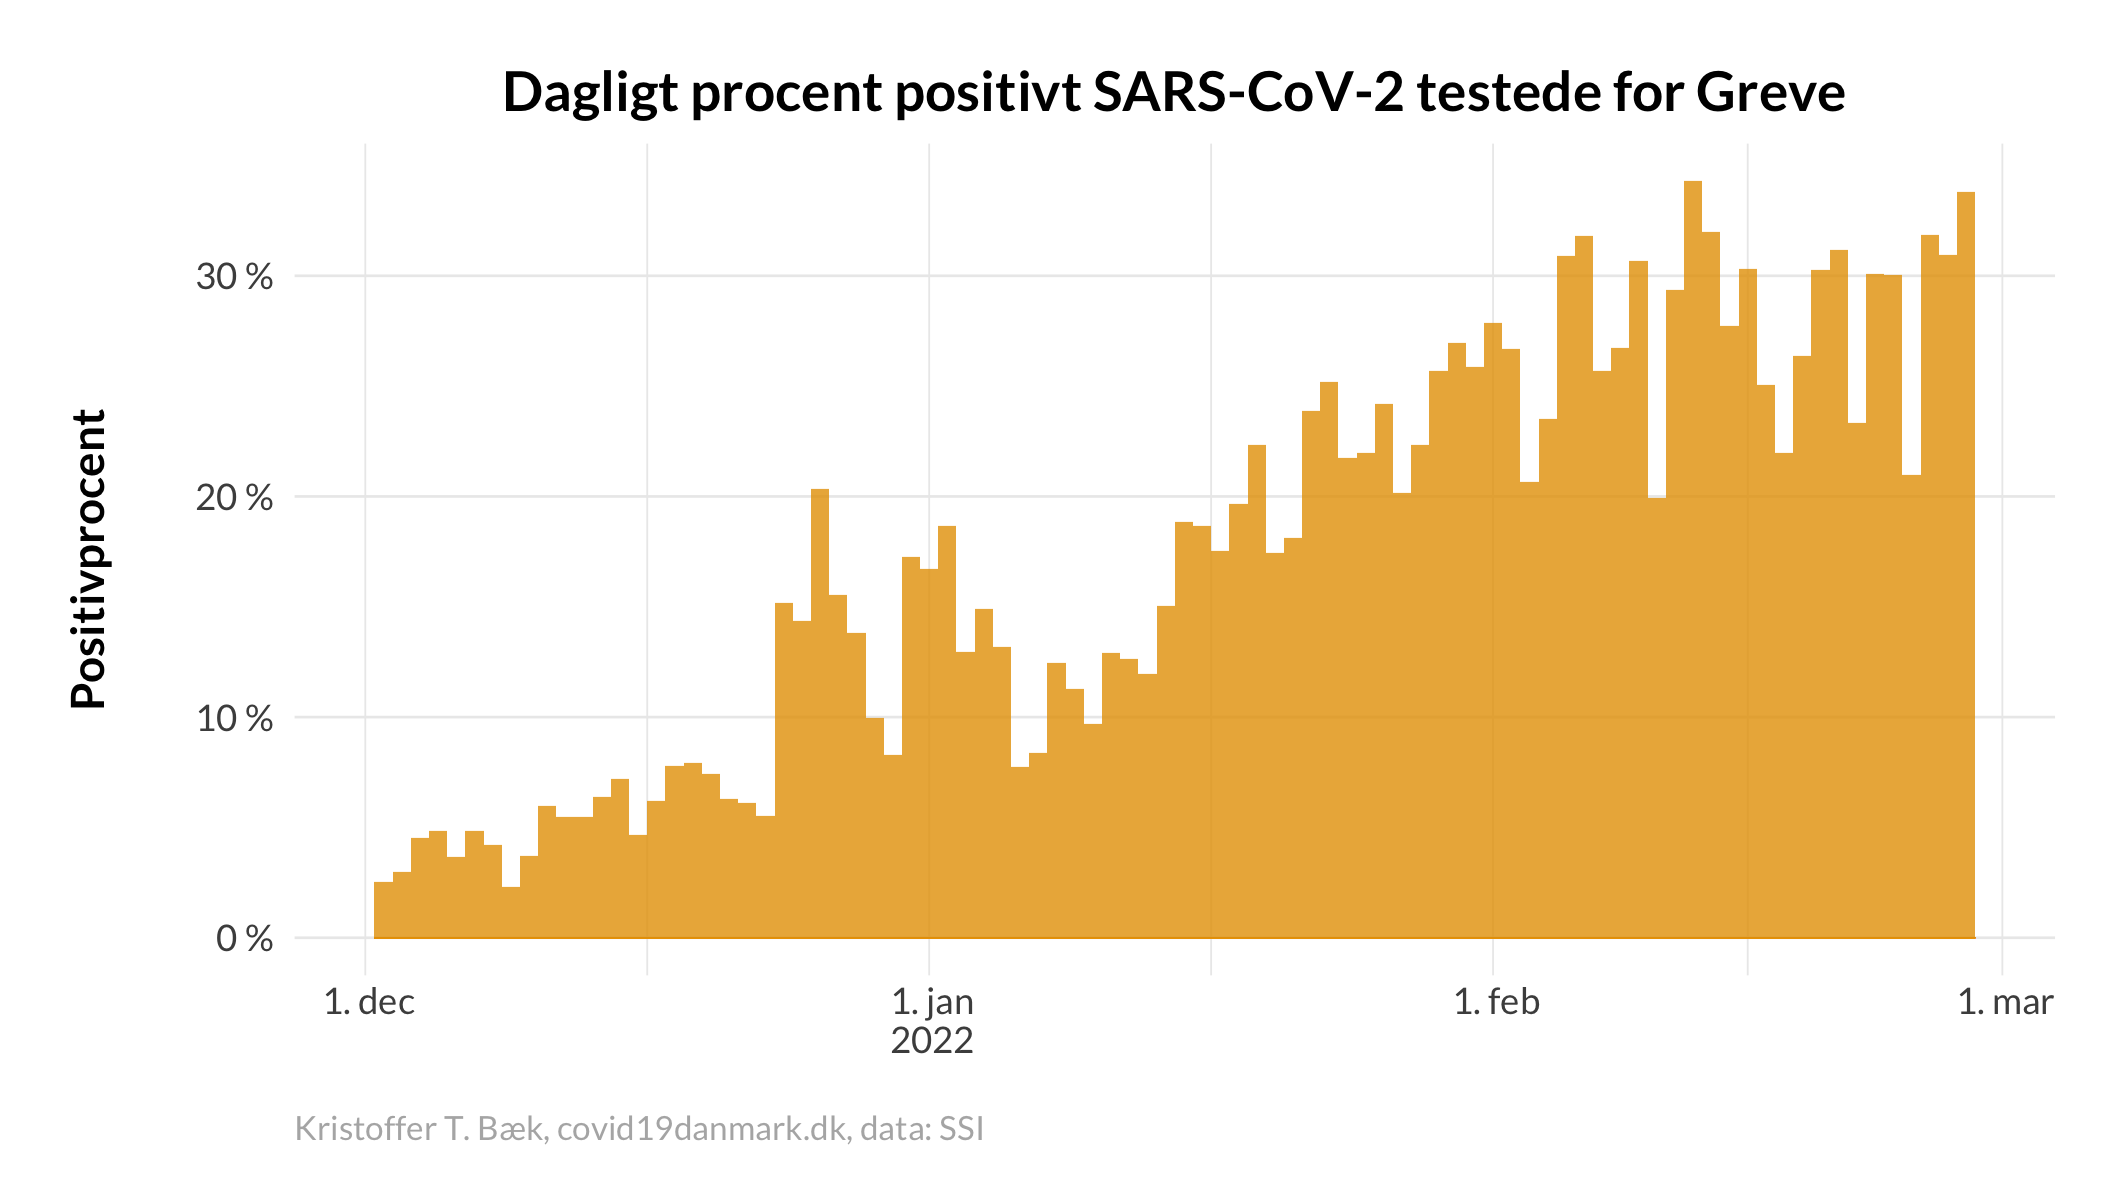 Dagligt procent positivt SARS-CoV-2 testede for Greve
Positivprocent
30 %
20 %
10 %
0 %
1. dec
1. jan
2022
1. feb
1. mar
Kristoffer T. Bæk, covid19danmark.dk, data: SSI